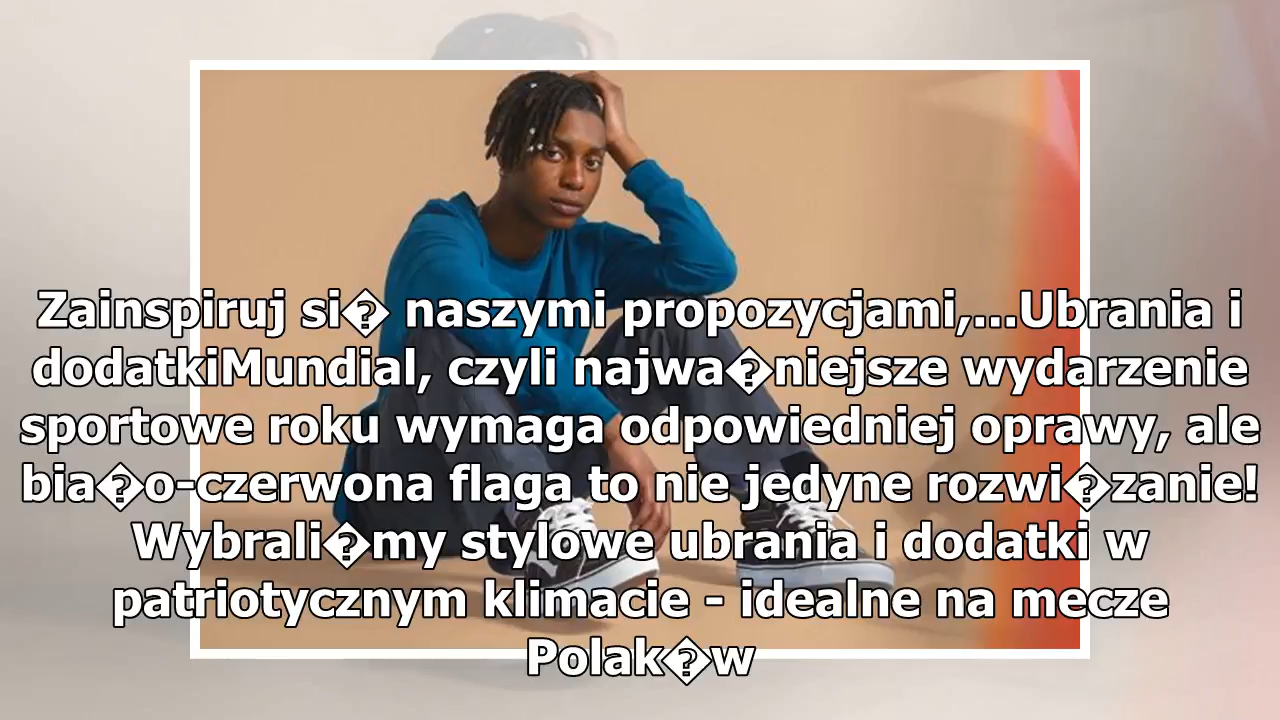 Zainspiruj si� naszymi propozycjami,...Ubrania i
dodatkiMundial, czyli najwa�niejsze wydarzenie
sportowe roku wymaga odpowiedniej oprawy, ale
bia�o-czerwona flaga to nie jedyne rozwi�zanie!
Wybrali�my stylowe ubrania i dodatki w
patriotycznym klimacie - idealne na mecze
Polak�w